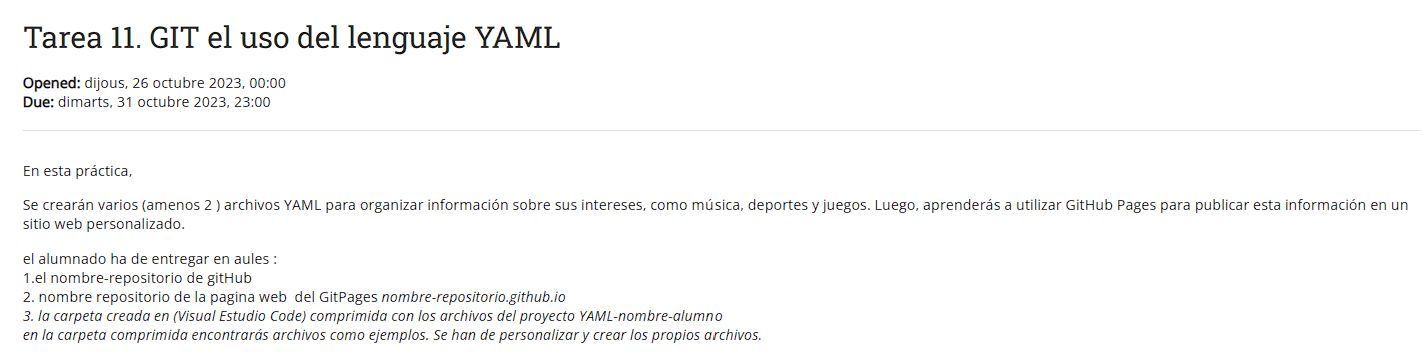 Tarea 11. GIT el uso del lenguaje YAML
Opened: dijous, 26 octubre 2023, 00:00
Due: dimarts, 31 octubre 2023, 23:00
En esta práctica,
Se crearán varios (amenos 2 ) archivos YAML para organizar información sobre sus intereses, como música, deportes y juegos. Luego, aprenderás a utilizar GitHub Pages para publicar esta información en un
sitio web personalizado.
el alumnado ha de entregar en aules :
1.el nombre-repositorio de gitHub
2. nombre repositorio de la pagina web  del GitPages nombre-repositorio.github.io
3. la carpeta creada en (Visual Estudio Code) comprimida con los archivos del proyecto YAML-nombre-alumno
en la carpeta comprimida encontrarás archivos como ejemplos. Se han de personalizar y crear los propios archivos.